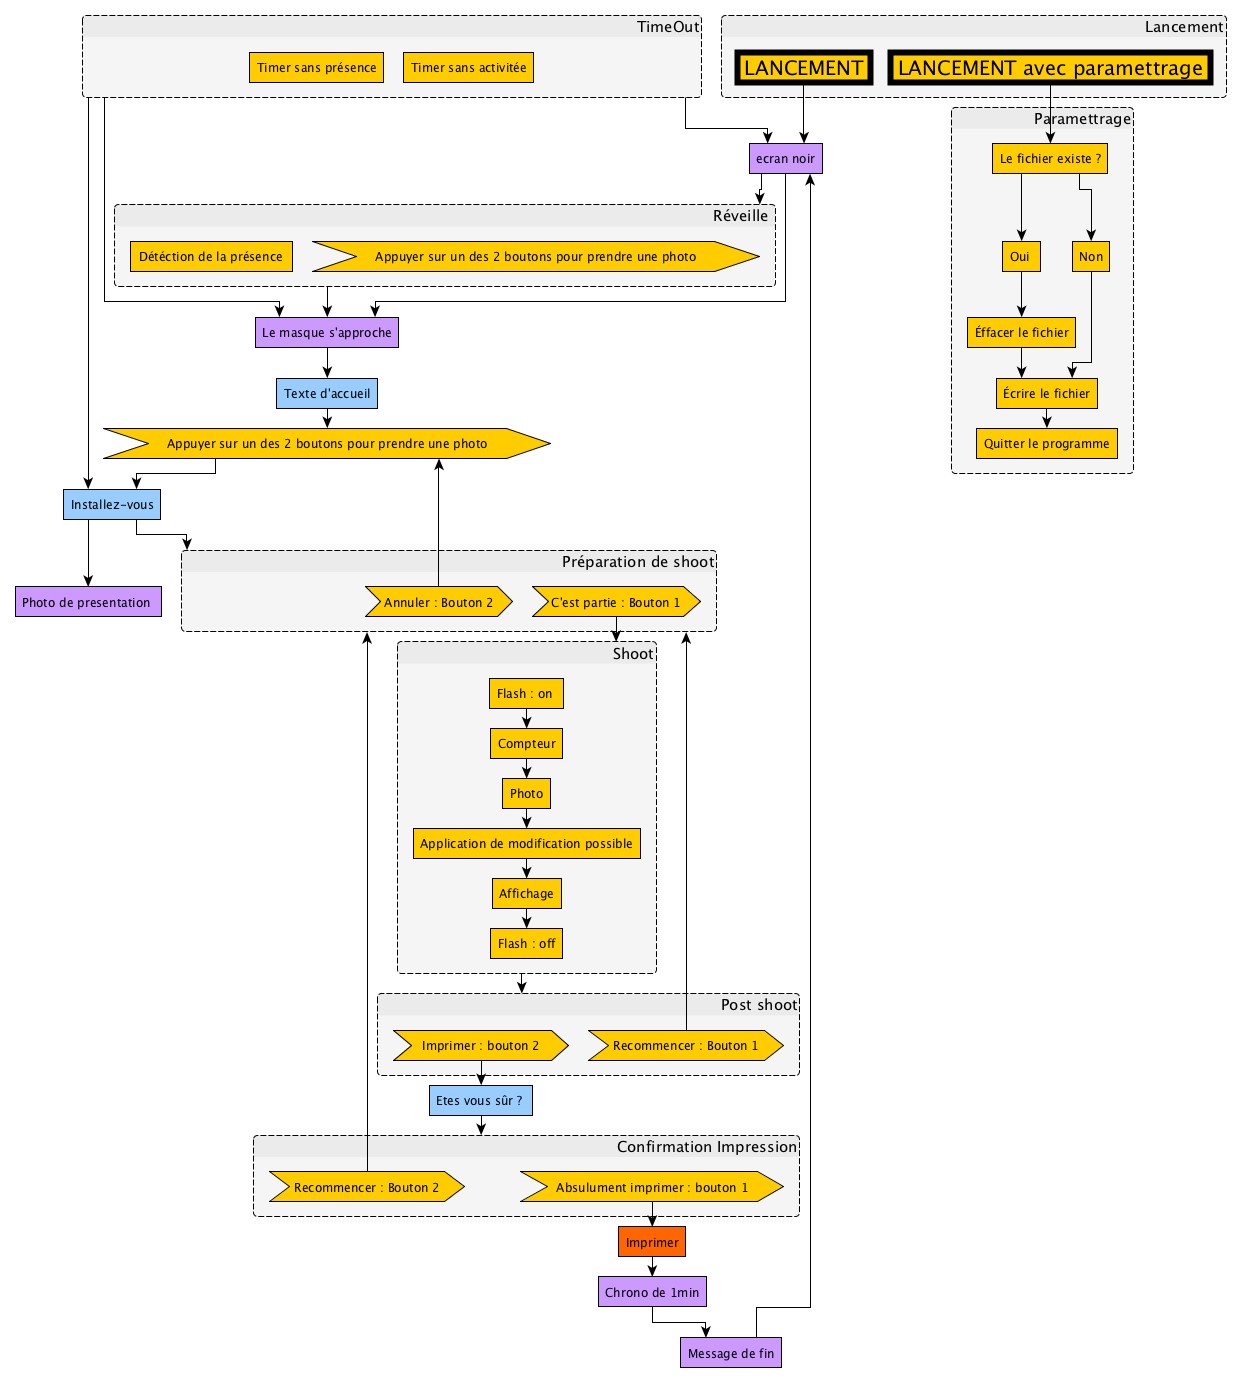 TimeOut
Lancement
Timer sans présence
Timer sans activitée
LANCEMENT
LANCEMENT avec paramettrage
Paramettrage
ecran noir
Le fichier existe ?
Réveille
Détéction de la présence
Appuyer sur un des 2 boutons pour prendre une photo
Oui
Non
Le masque s'approche
Éffacer le fichier
Texte d'accueil
Écrire le fichier
Appuyer sur un des 2 boutons pour prendre une photo
Quitter le programme
Installez-vous
Préparation de shoot
Photo de presentation
Annuler : Bouton 2
C'est partie : Bouton 1
Shoot
Flash : on
Compteur
Photo
Application de modification possible
Affichage
Flash : off
Post shoot
Imprimer : bouton 2
Recommencer : Bouton 1
Etes vous sûr ?
Confirmation Impression
Recommencer : Bouton 2
Absulument imprimer : bouton 1
Imprimer
Chrono de 1min
Message de fin